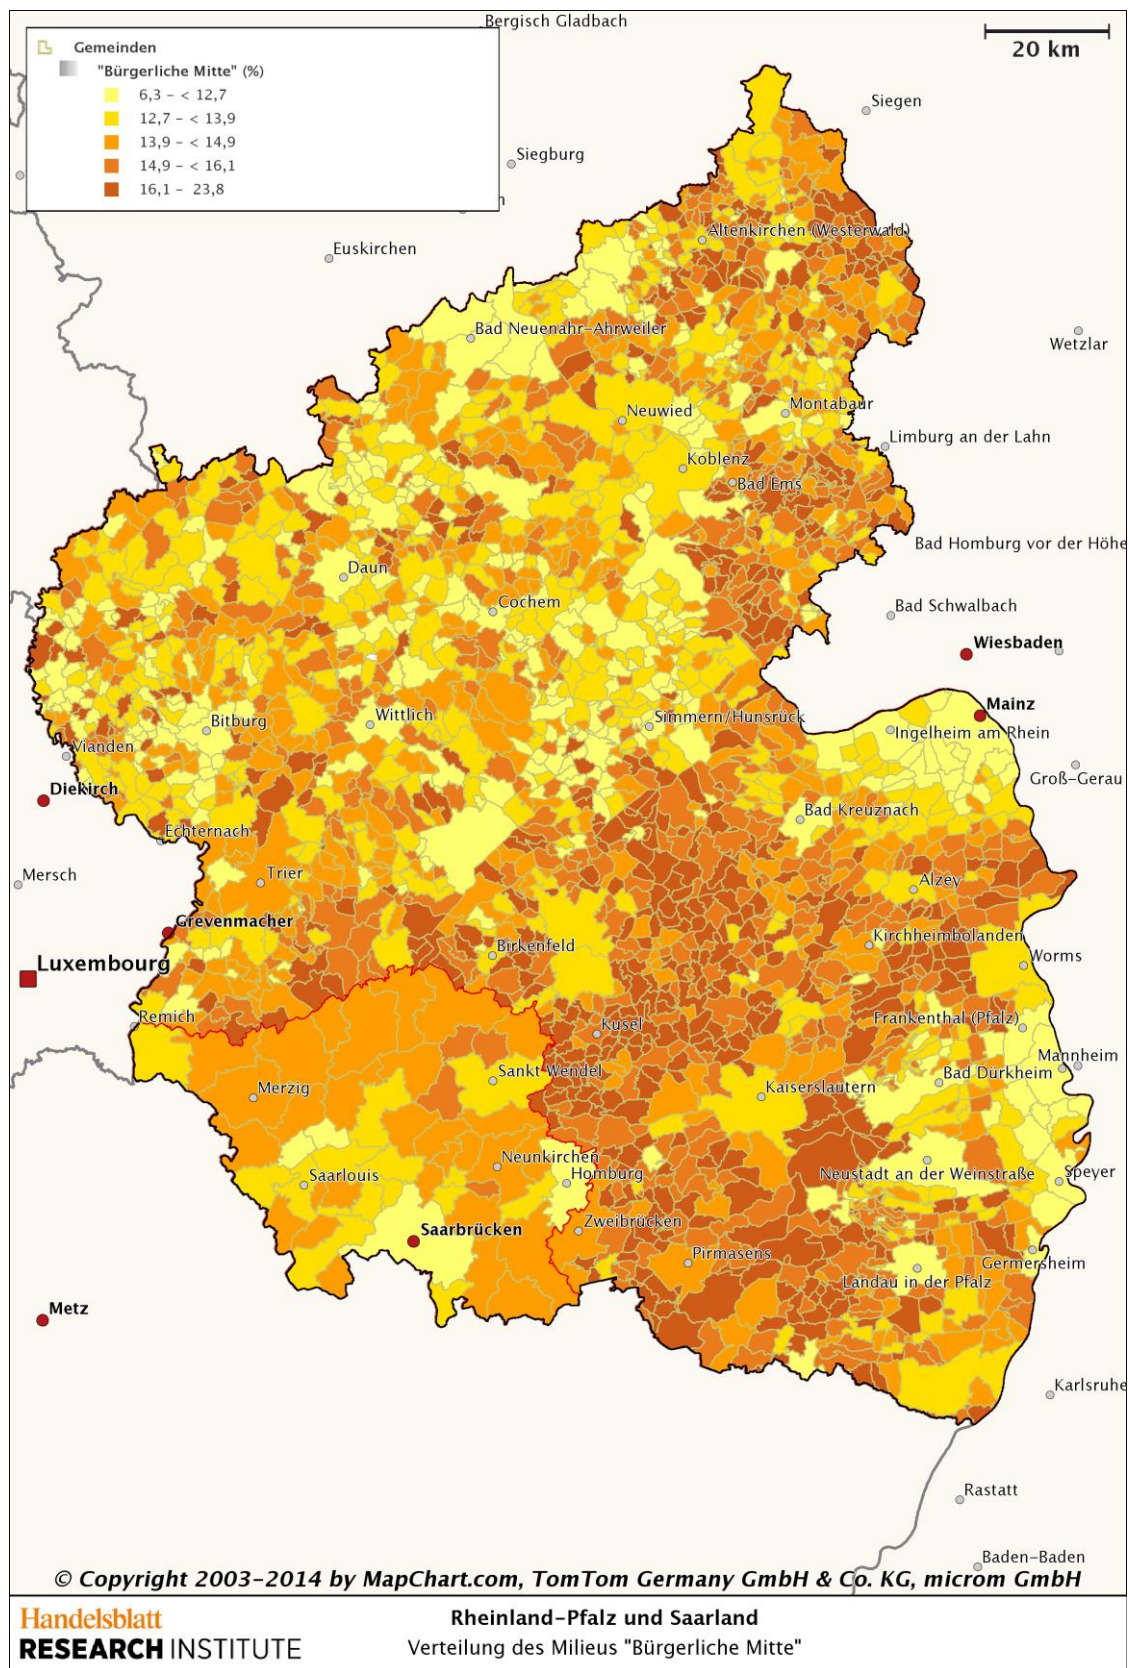 Bergisch Gladbach
Gemeinden
"Bürgerliche Mitte" (%)
6,3 – < 12,7
12,7 – < 13,9
13,9 – < 14,9
14,9 – < 16,1
16,1 – 23,8
20 km
Siegen
Siegburg
n
Euskirchen
Altenkirchen (Westerwald)
Bad Neuenahr–Ahrweiler
Wetzlar
Neuwied
Montabaur
Limburg an der Lahn
Koblenz
Bad Ems
Bad Homburg vor der Höhe
Daun
Cochem
Bad Schwalbach
Wiesbaden
Mainz
Bitburg
Wittlich
Simmern/Hunsrück
Ingelheim am Rhein
Vianden
Groß–Gerau
Diekirch
Bad Kreuznach
Echternach
Mersch
Trier
Alzey
Grevenmacher
Birkenfeld
Kirchheimbolanden
Luxembourg
Worms
Remich
Kusel
Frankenthal (Pfalz)
Mannheim
Merzig
Sankt Wendel
Kaiserslautern
Bad Dürkheim
Neunkirchen
Saarlouis
Homburg
Neustadt an der Weinstraße
Speyer
Saarbrücken
Zweibrücken
Pirmasens
Germersheim
Landau in der Pfalz
Metz
Karlsruhe
Rastatt
Baden–Baden
© Copyright 2003–2014 by MapChart.com, TomTom Germany GmbH & Co. KG, microm GmbH
Handelsblatt
RESEARCH INSTITUTE
Rheinland–Pfalz und Saarland
Verteilung des Milieus "Bürgerliche Mitte"